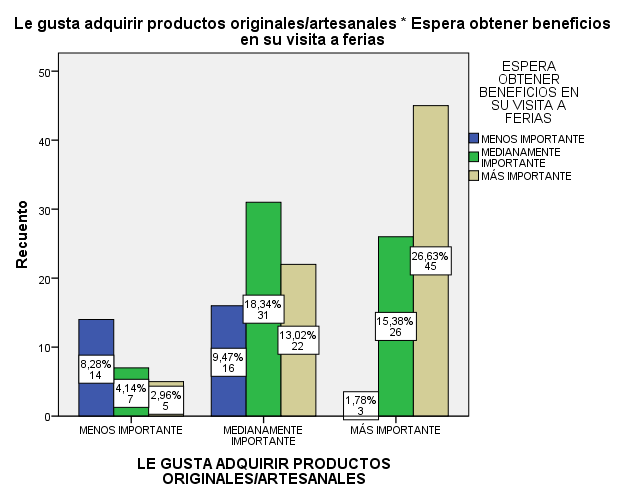 Le gusta adquirir productos originales/artesanales * Espera obtener beneficios
en su visita a ferias
ESPERA
OBTENER
BENEFICIOS EN
SU VISITA A
FERIAS
MENOS IMPORTANTE
MEDIANAMENTE
IMPORTANTE
MÁS IMPORTANTE
Recuento
50
40
30
20
10
0
8,28%
14
4,14%
7
2,96%
5
9,47%
16
18,34%
31
13,02%
22
1,78%
3
15,38%
26
26,63%
45
MENOS IMPORTANTE
MEDIANAMENTE
IMPORTANTE
MÁS IMPORTANTE
LE GUSTA ADQUIRIR PRODUCTOS
ORIGINALES/ARTESANALES